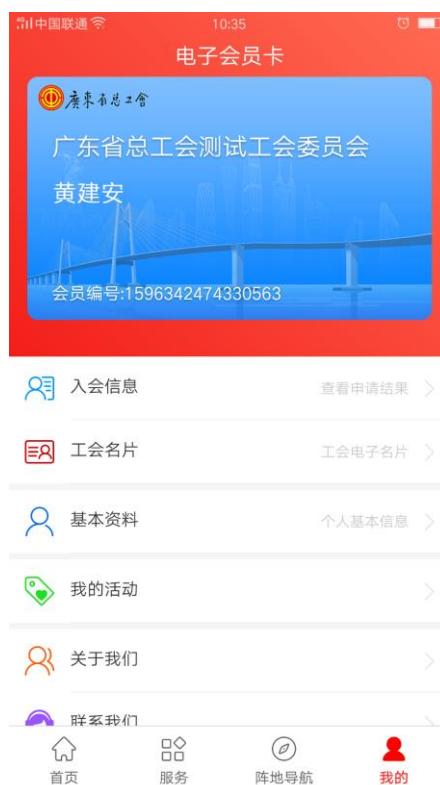 4G 中国联通 10:35
电子会员卡
廣東省总工會
广东省总工会测试工会委员会
黄建安
会员编号:1596342474330563
入会信息 查看申请结果
工会名片 工会电子名片
基本资料 个人基本信息
我的活动
关于我们
联系我们
首页 服务 阵地导航 我的